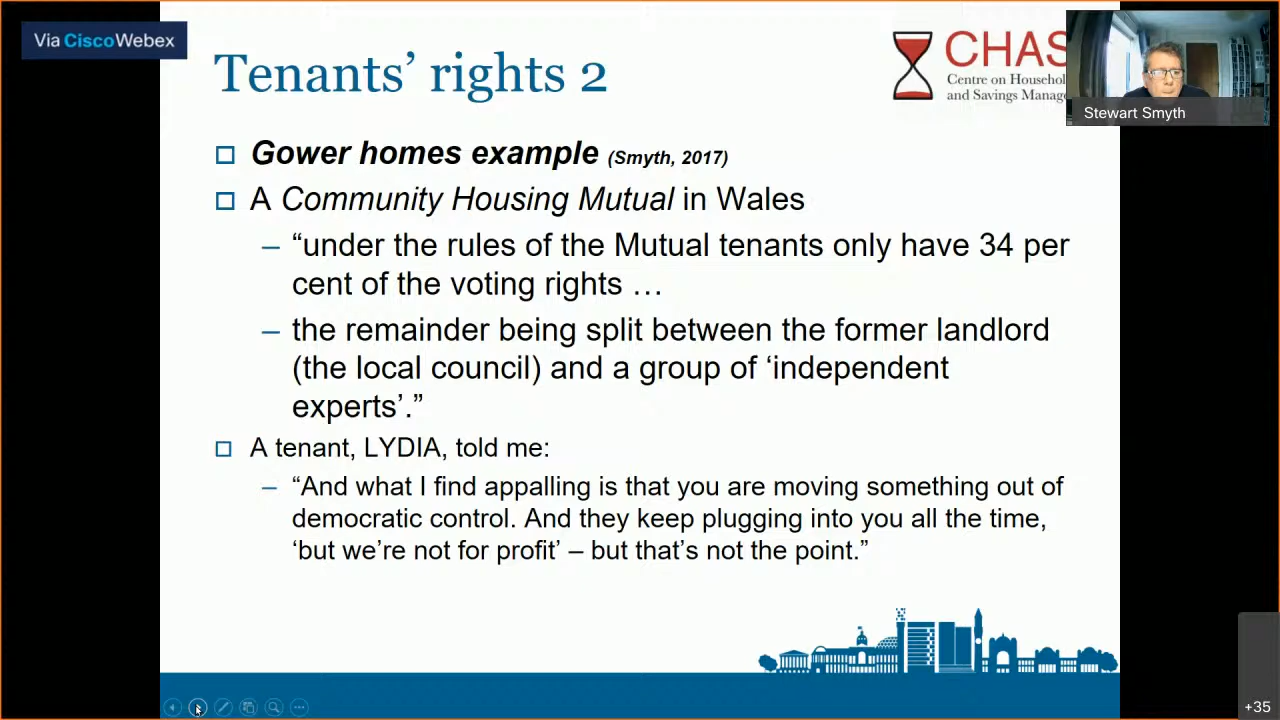 Via Cisco Webex
Tenants’ rights 2
CHAS
Centre on Househol
and Savings Manage
Stewart Smyth
Gower homes example (Smyth, 2017)
A Community Housing Mutual in Wales
– “under the rules of the Mutual tenants only have 34 per
cent of the voting rights …
– the remainder being split between the former landlord
(the local council) and a group of ‘independent
experts’.”
A tenant, LYDIA, told me:
– “And what I find appalling is that you are moving something out of
democratic control. And they keep plugging into you all the time,
‘but we’re not for profit’ – but that’s not the point.”
+35